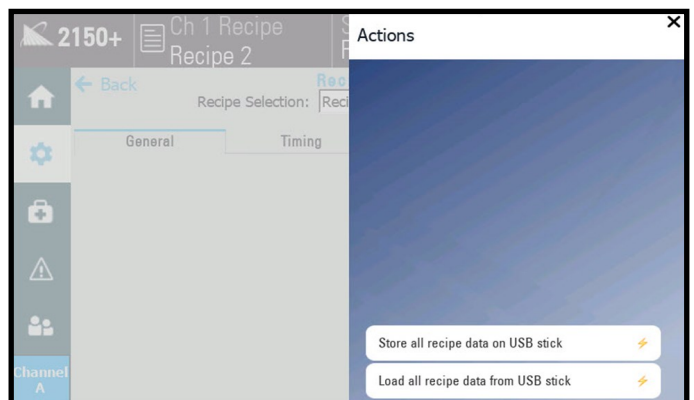 2150+
Ch 1 Recipe
Recipe 2
Actions
Back
Recipe Selection:
General
Timing
Store all recipe data on USB stick
Load all recipe data from USB stick
Channel
A